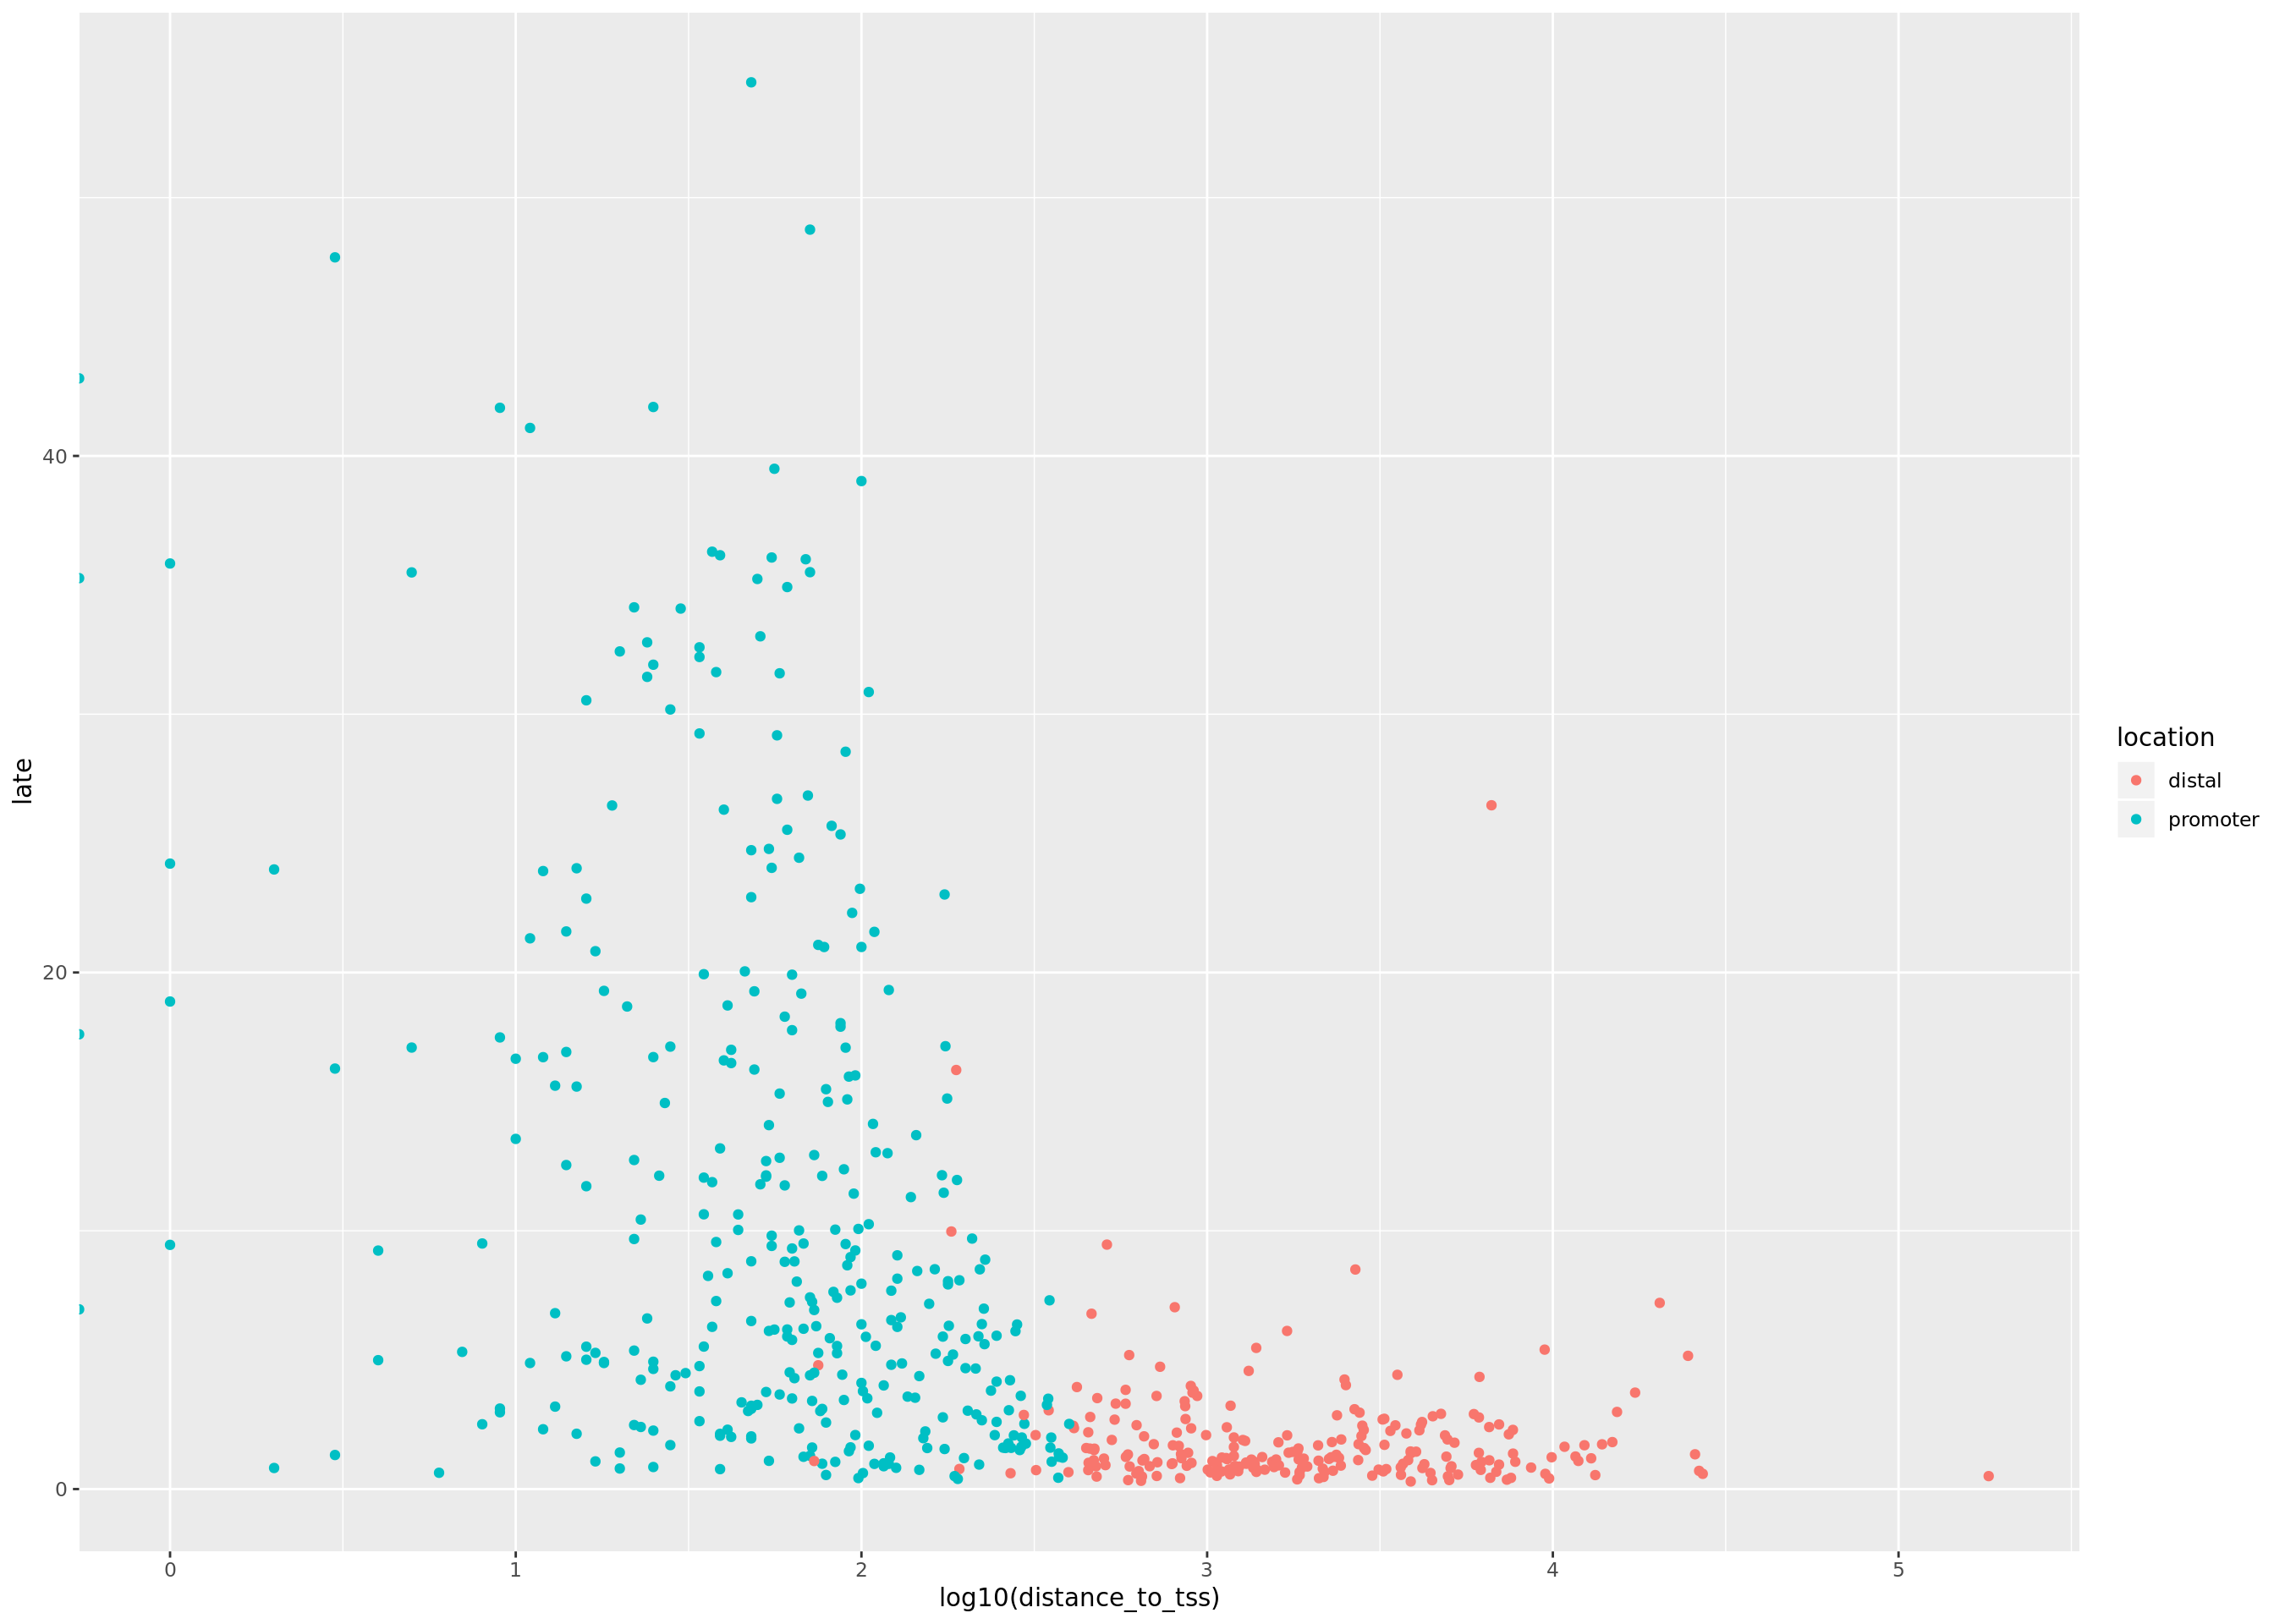 late
40
20
0
0 1 2 3 4 5
log10(distance_to_tss)
location
distal
promoter